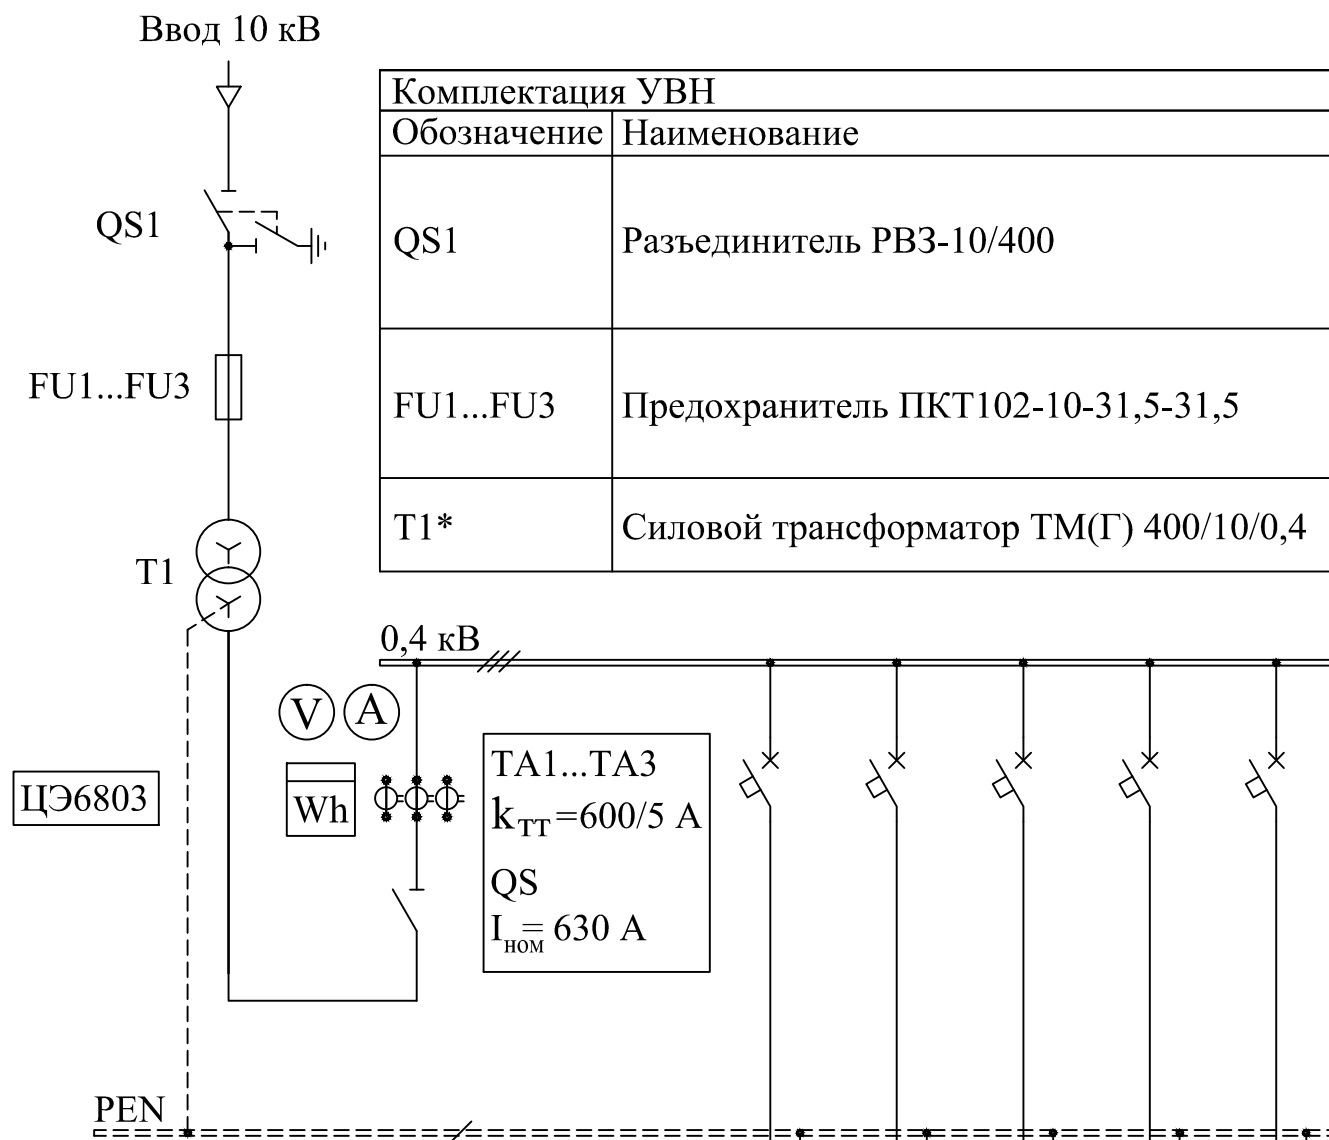 Ввод 10 кВ
Комплектация УВН
Обозначение Наименование
QS1
QS1 Разъединитель РВЗ-10/400
FU1...FU3
FU1...FU3 Предохранитель ПКТ102-10-31,5-31,5
T1
T1* Силовой трансформатор ТМ(Г) 400/10/0,4
0,4 кВ
V A
ЦЭ6803
Wh
TA1...TA3
kТТ=600/5 А
QS
Iном= 630 А
PEN